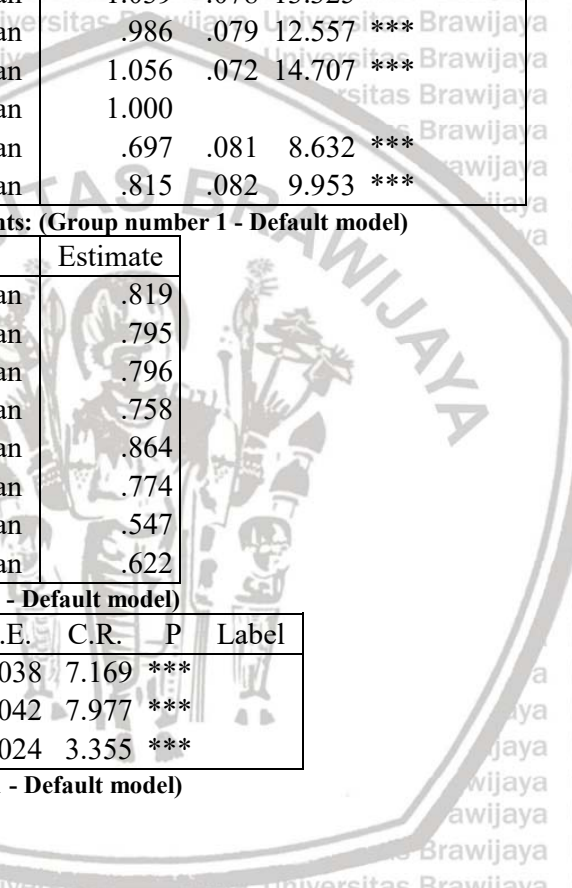 an 1.059 .078 13.525
an .986 .079 12.557 ***
an 1.056 .072 14.707 ***
an 1.000
an .697 .081 8.632 ***
an .815 .082 9.953 ***
nts: (Group number 1 - Default model)
Estimate
an .819
an .795
an .796
an .758
an .864
an .774
an .547
an .622
- Default model)
.E. C.R. P Label
038 7.169 ***
042 7.977 ***
024 3.355 ***
- Default model)
BRAWIJAYA
Universitas Brawijaya